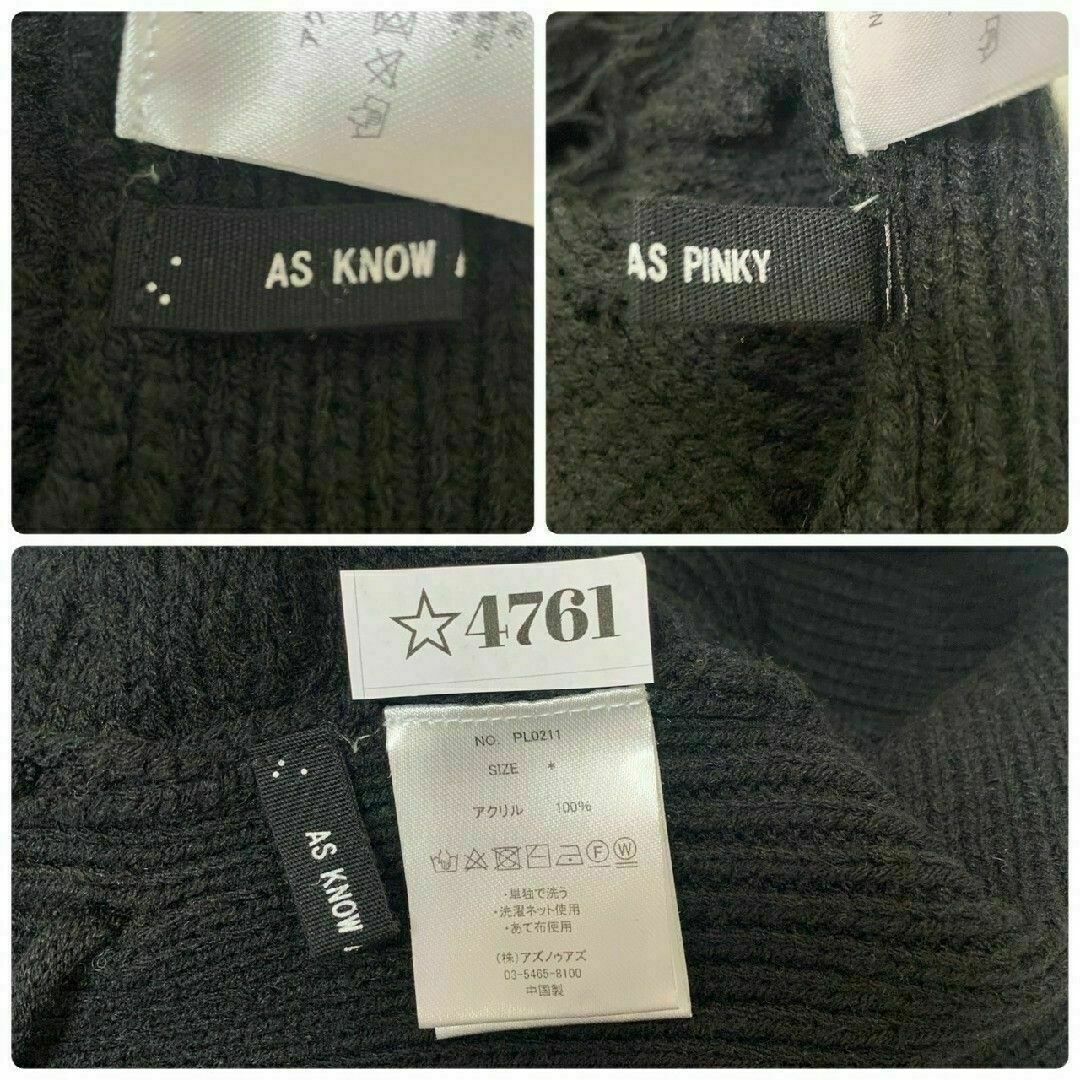 AS KNOW
AS PINKY
☆4761
NO. PL0211
SIZE *
アクリル 100%
・単独で洗う
・洗濯ネット使用
・あて布使用
(株)アズノゥアズ
03-5465-8100
中国製
AS KNOW